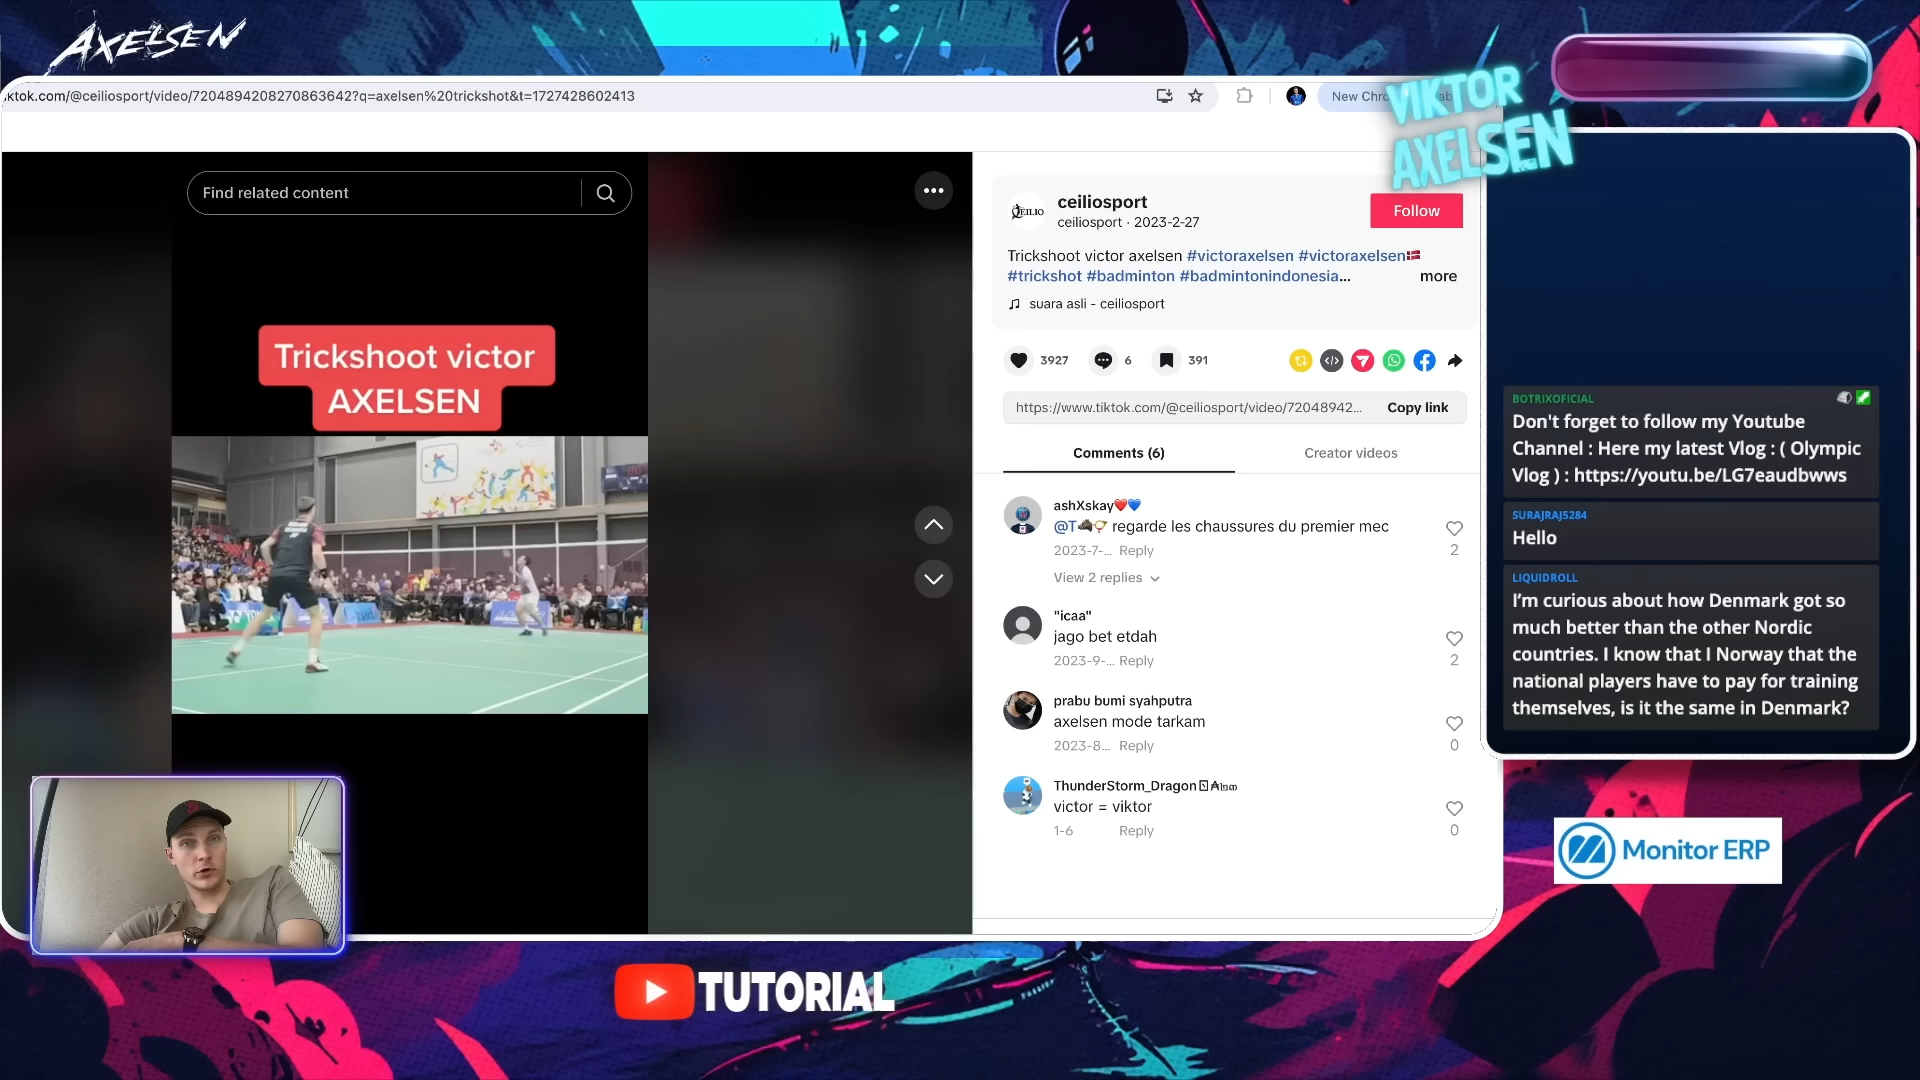 AXELSEN
ktok.com/@ceiliosport/video/7204894208270863642?q=axelsen%20trickshot&t=1727428602413
New Chr
VIKTOR
AXELSEN
Find related content
Trickshoot victor
AXELSEN
CEILIO
ceiliosport
ceiliosport · 2023-2-27
Follow
Trickshoot victor axelsen #victoraxelsen #victoraxelsen🇩🇰
#trickshot #badminton #badmintonindonesia...
more
suara asli - ceiliosport
3927
6
391
https://www.tiktok.com/@ceiliosport/video/72048942...
Copy link
Comments (6)
Creator videos
ashXskay❤️💙
@T regarde les chaussures du premier mec
2023-7-... Reply
2
View 2 replies
"icaa"
jago bet etdah
2023-9-... Reply
2
prabu bumi syahputra
axelsen mode tarkam
2023-8... Reply
0
ThunderStorm_Dragon
victor = viktor
1-6 Reply
0
BOTRIXOFICIAL
Don't forget to follow my Youtube
Channel : Here my latest Vlog : ( Olympic
Vlog ) : https://youtu.be/LG7eaudbwws
SURAJRAJ5284
Hello
LIQUIDROLL
I'm curious about how Denmark got so
much better than the other Nordic
countries. I know that I Norway that the
national players have to pay for training
themselves, is it the same in Denmark?
Monitor ERP
TUTORIAL